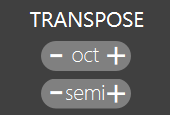 TRANSPOSE
- oct +
- semi +